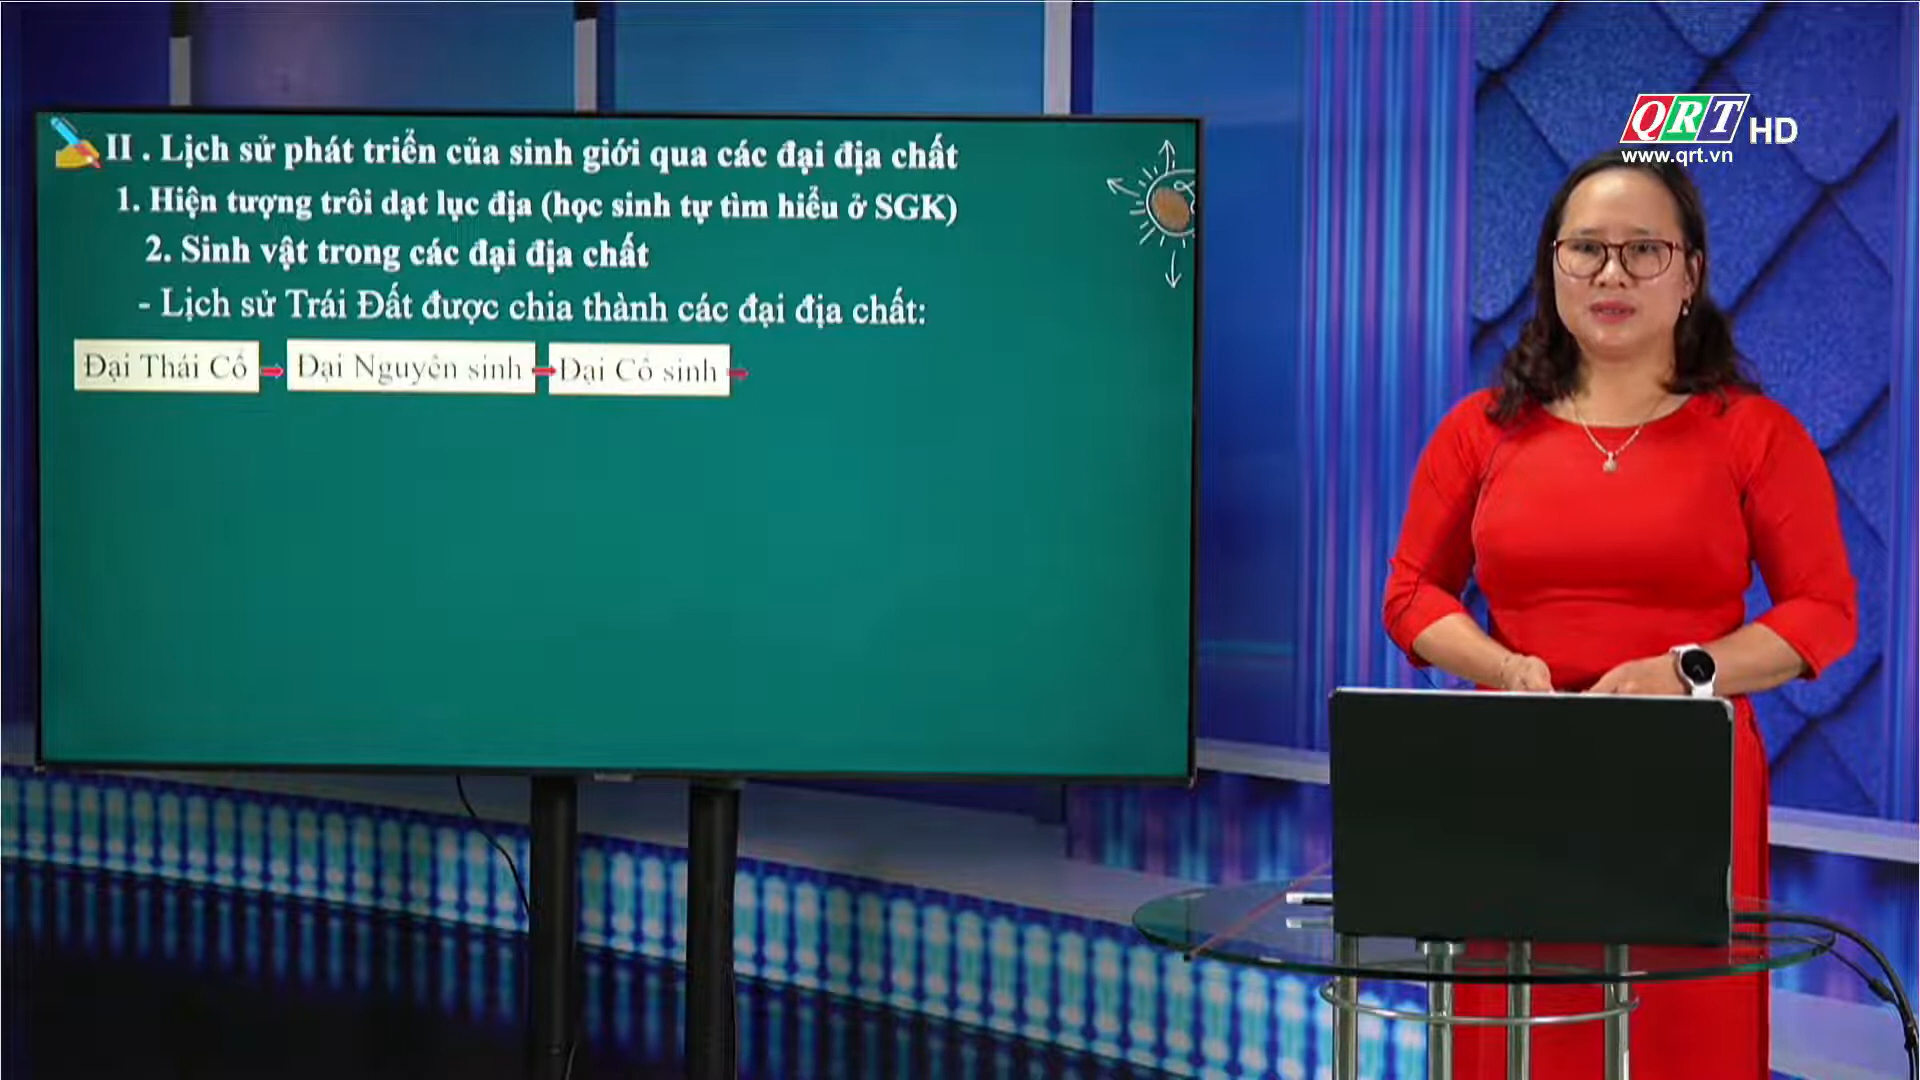 II . Lịch sử phát triển của sinh giới qua các đại địa chất
1. Hiện tượng trôi dạt lục địa (học sinh tự tìm hiểu ở SGK)
2. Sinh vật trong các đại địa chất
- Lịch sử Trái Đất được chia thành các đại địa chất:
Đại Thái Cổ Đại Nguyên sinh Đại Cổ sinh
QRT HD
www.qrt.vn